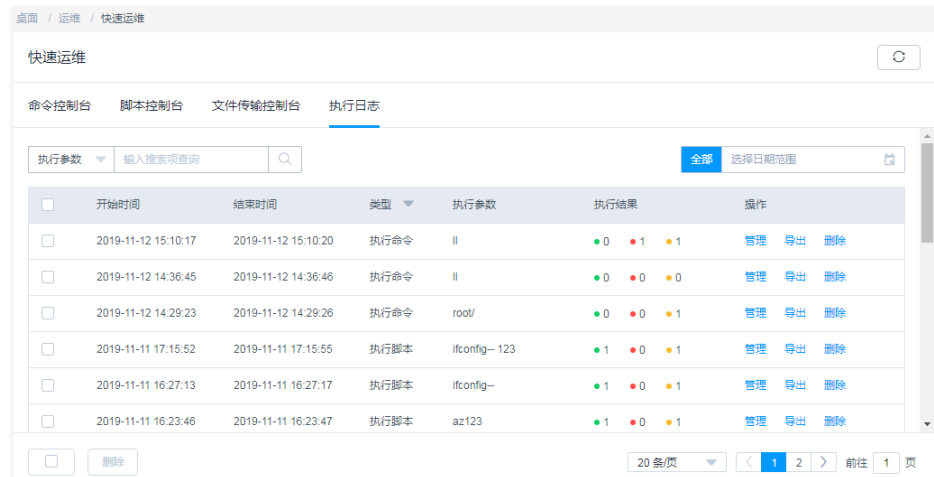 桌面 / 运维 / 快速运维
快速运维
命令控制台 脚本控制台 文件传输控制台 执行日志
执行参数 输入搜索项查询 全部 选择日期范围
开始时间 结束时间 类型 执行参数 执行结果 操作
2019-11-12 15:10:17 2019-11-12 15:10:20 执行命令 ll 0 1 1 管理 导出 删除
2019-11-12 14:36:45 2019-11-12 14:36:46 执行命令 ll 0 0 0 管理 导出 删除
2019-11-12 14:29:23 2019-11-12 14:29:26 执行命令 root/ 0 0 1 管理 导出 删除
2019-11-11 17:15:52 2019-11-11 17:15:55 执行脚本 ifconfig-- 123 1 0 1 管理 导出 删除
2019-11-11 16:27:13 2019-11-11 16:27:17 执行脚本 ifconfig-- 1 0 1 管理 导出 删除
2019-11-11 16:23:46 2019-11-11 16:23:47 执行脚本 az123 1 0 1 管理 导出 删除
删除 20 条/页 1 2 前往 1 页